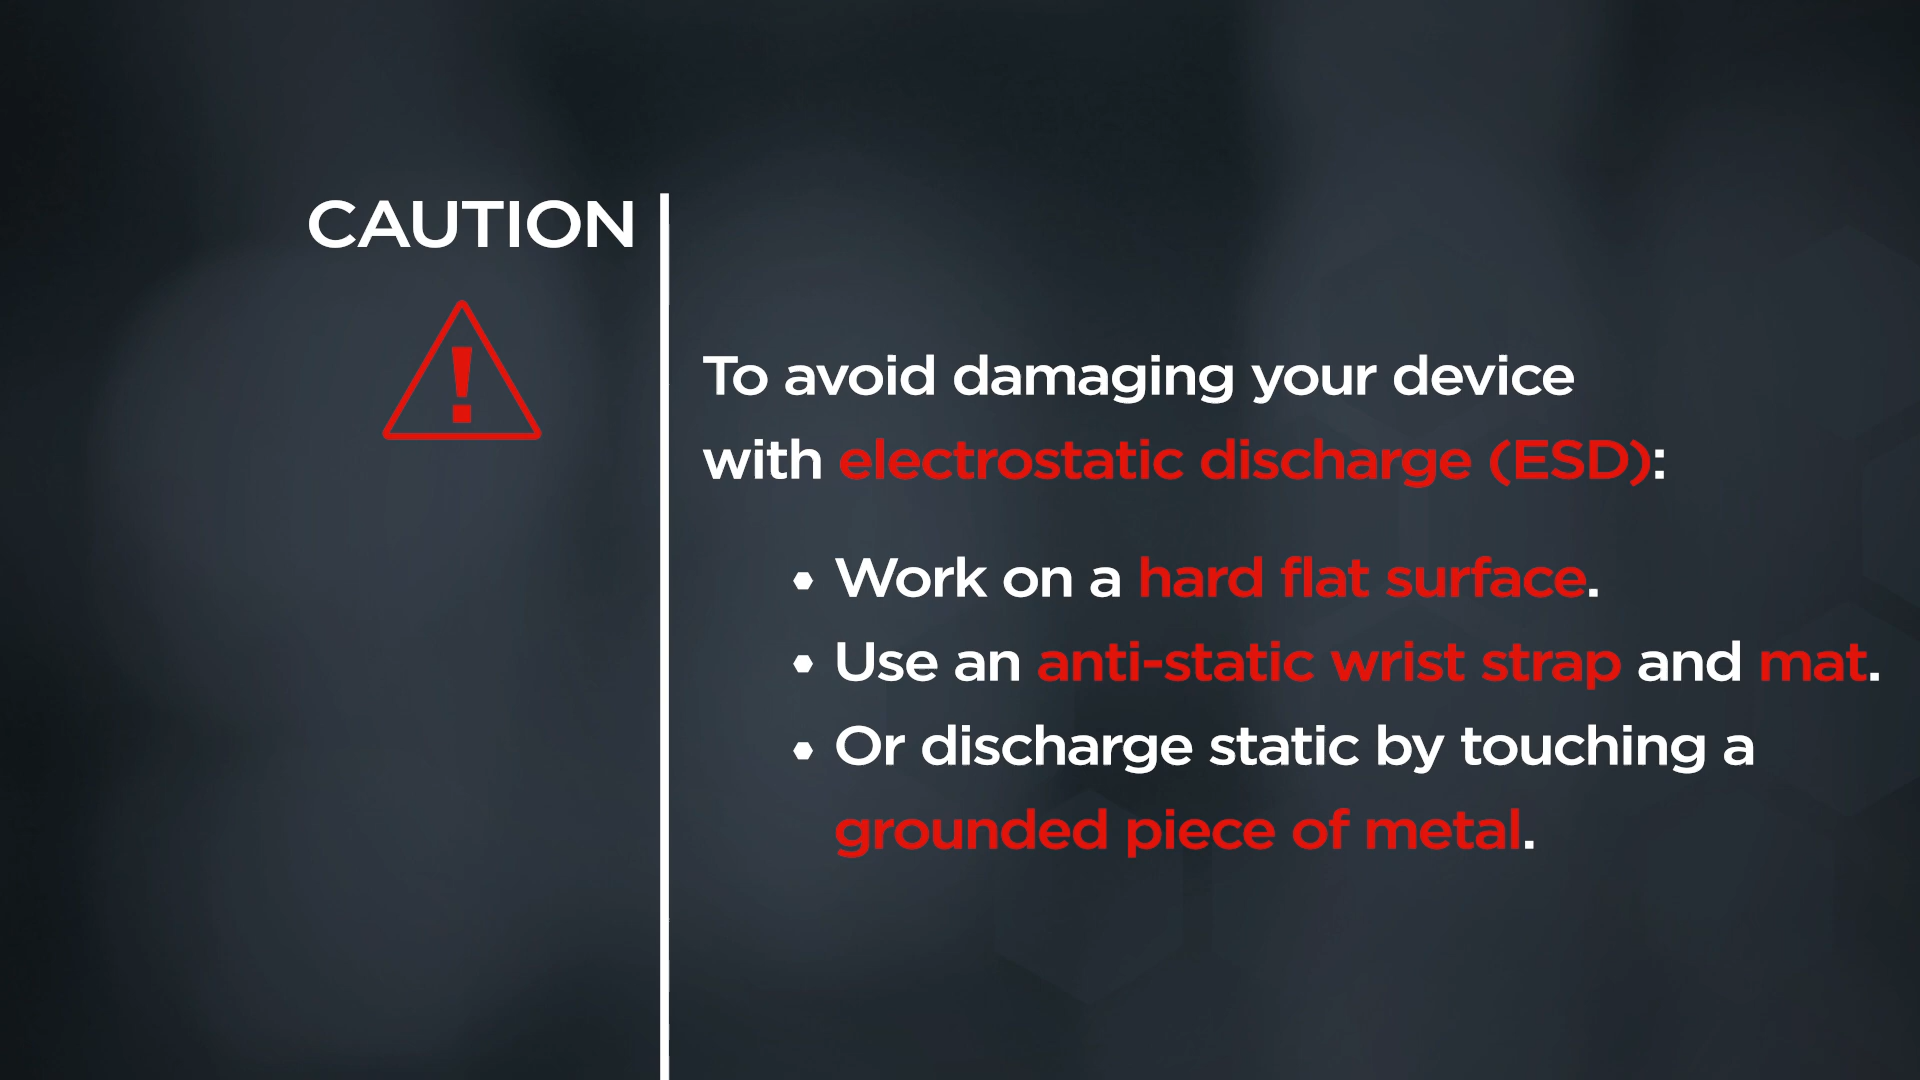 CAUTION
!
To avoid damaging your device
with electrostatic discharge (ESD):
• Work on a hard flat surface.
• Use an anti-static wrist strap and mat.
• Or discharge static by touching a
grounded piece of metal.